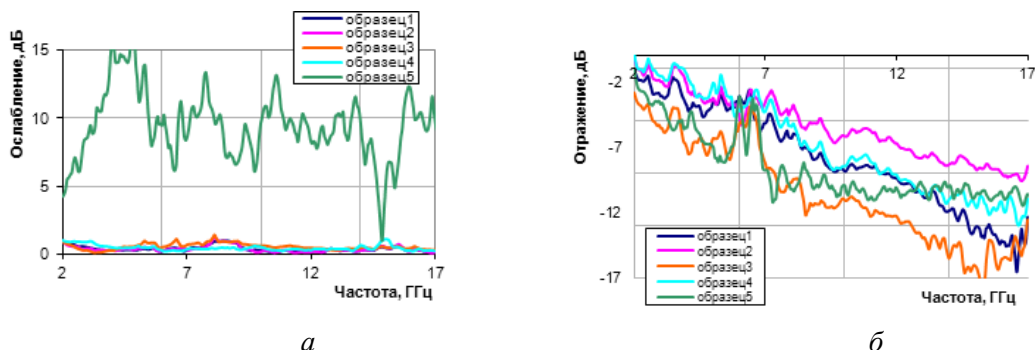 образец1
образец2
образец3
образец4
образец5
Ослабление, дБ
15
10
5
0
2
7
12
17
Частота, ГГц
а
Отражение, дБ
2
7
12
17
-2
-7
-12
-17
образец1
образец2
образец3
образец4
образец5
Частота, ГГц
б